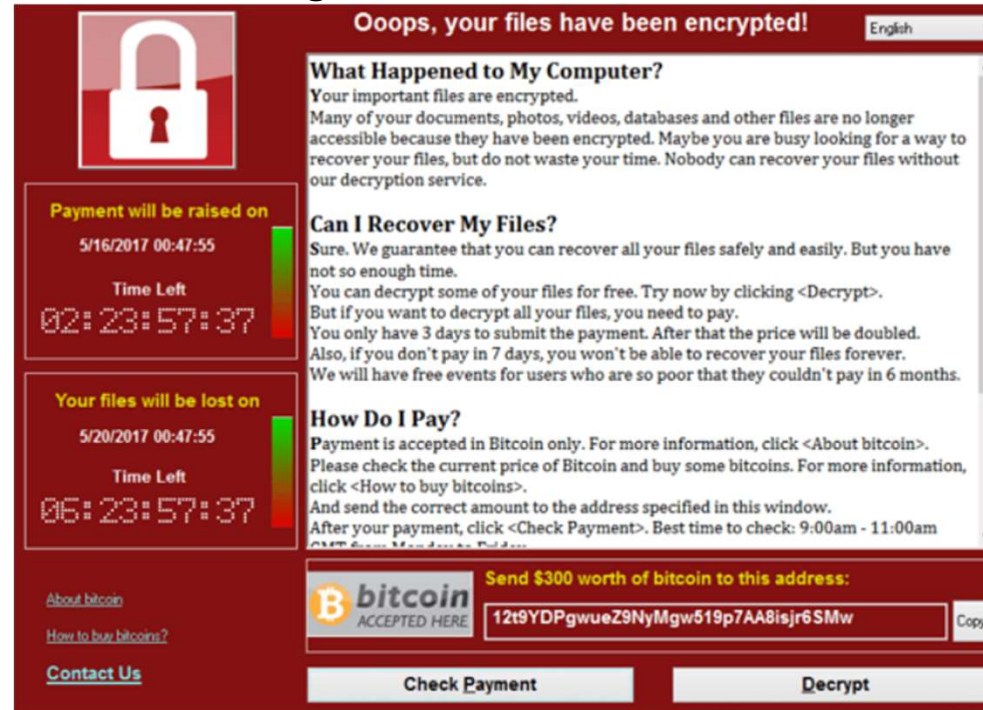 Ooops, your files have been encrypted!
English
What Happened to My Computer?
Your important files are encrypted.
Many of your documents, photos, videos, databases and other files are no longer
accessible because they have been encrypted. Maybe you are busy looking for a way to
recover your files, but do not waste your time. Nobody can recover your files without
our decryption service.
Can I Recover My Files?
Sure. We guarantee that you can recover all your files safely and easily. But you have
not so enough time.
You can decrypt some of your files for free. Try now by clicking <Decrypt>.
But if you want to decrypt all your files, you need to pay.
You only have 3 days to submit the payment. After that the price will be doubled.
Also, if you don't pay in 7 days, you won't be able to recover your files forever.
We will have free events for users who are so poor that they couldn't pay in 6 months.
How Do I Pay?
Payment is accepted in Bitcoin only. For more information, click <About bitcoin>.
Please check the current price of Bitcoin and buy some bitcoins. For more information,
click <How to buy bitcoins>.
And send the correct amount to the address specified in this window.
After your payment, click <Check Payment>. Best time to check: 9:00am - 11:00am
GMT from Monday to Friday
Payment will be raised on
5/16/2017 00:47:55
Time Left
02:23:57:37
Your files will be lost on
5/20/2017 00:47:55
Time Left
06:23:57:37
About bitcoin
How to buy bitcoins?
Contact Us
bitcoin
ACCEPTED HERE
Send $300 worth of bitcoin to this address:
12t9YDPgwueZ9NyMgw519p7AA8isjr6SMw
Copy
Check Payment
Decrypt